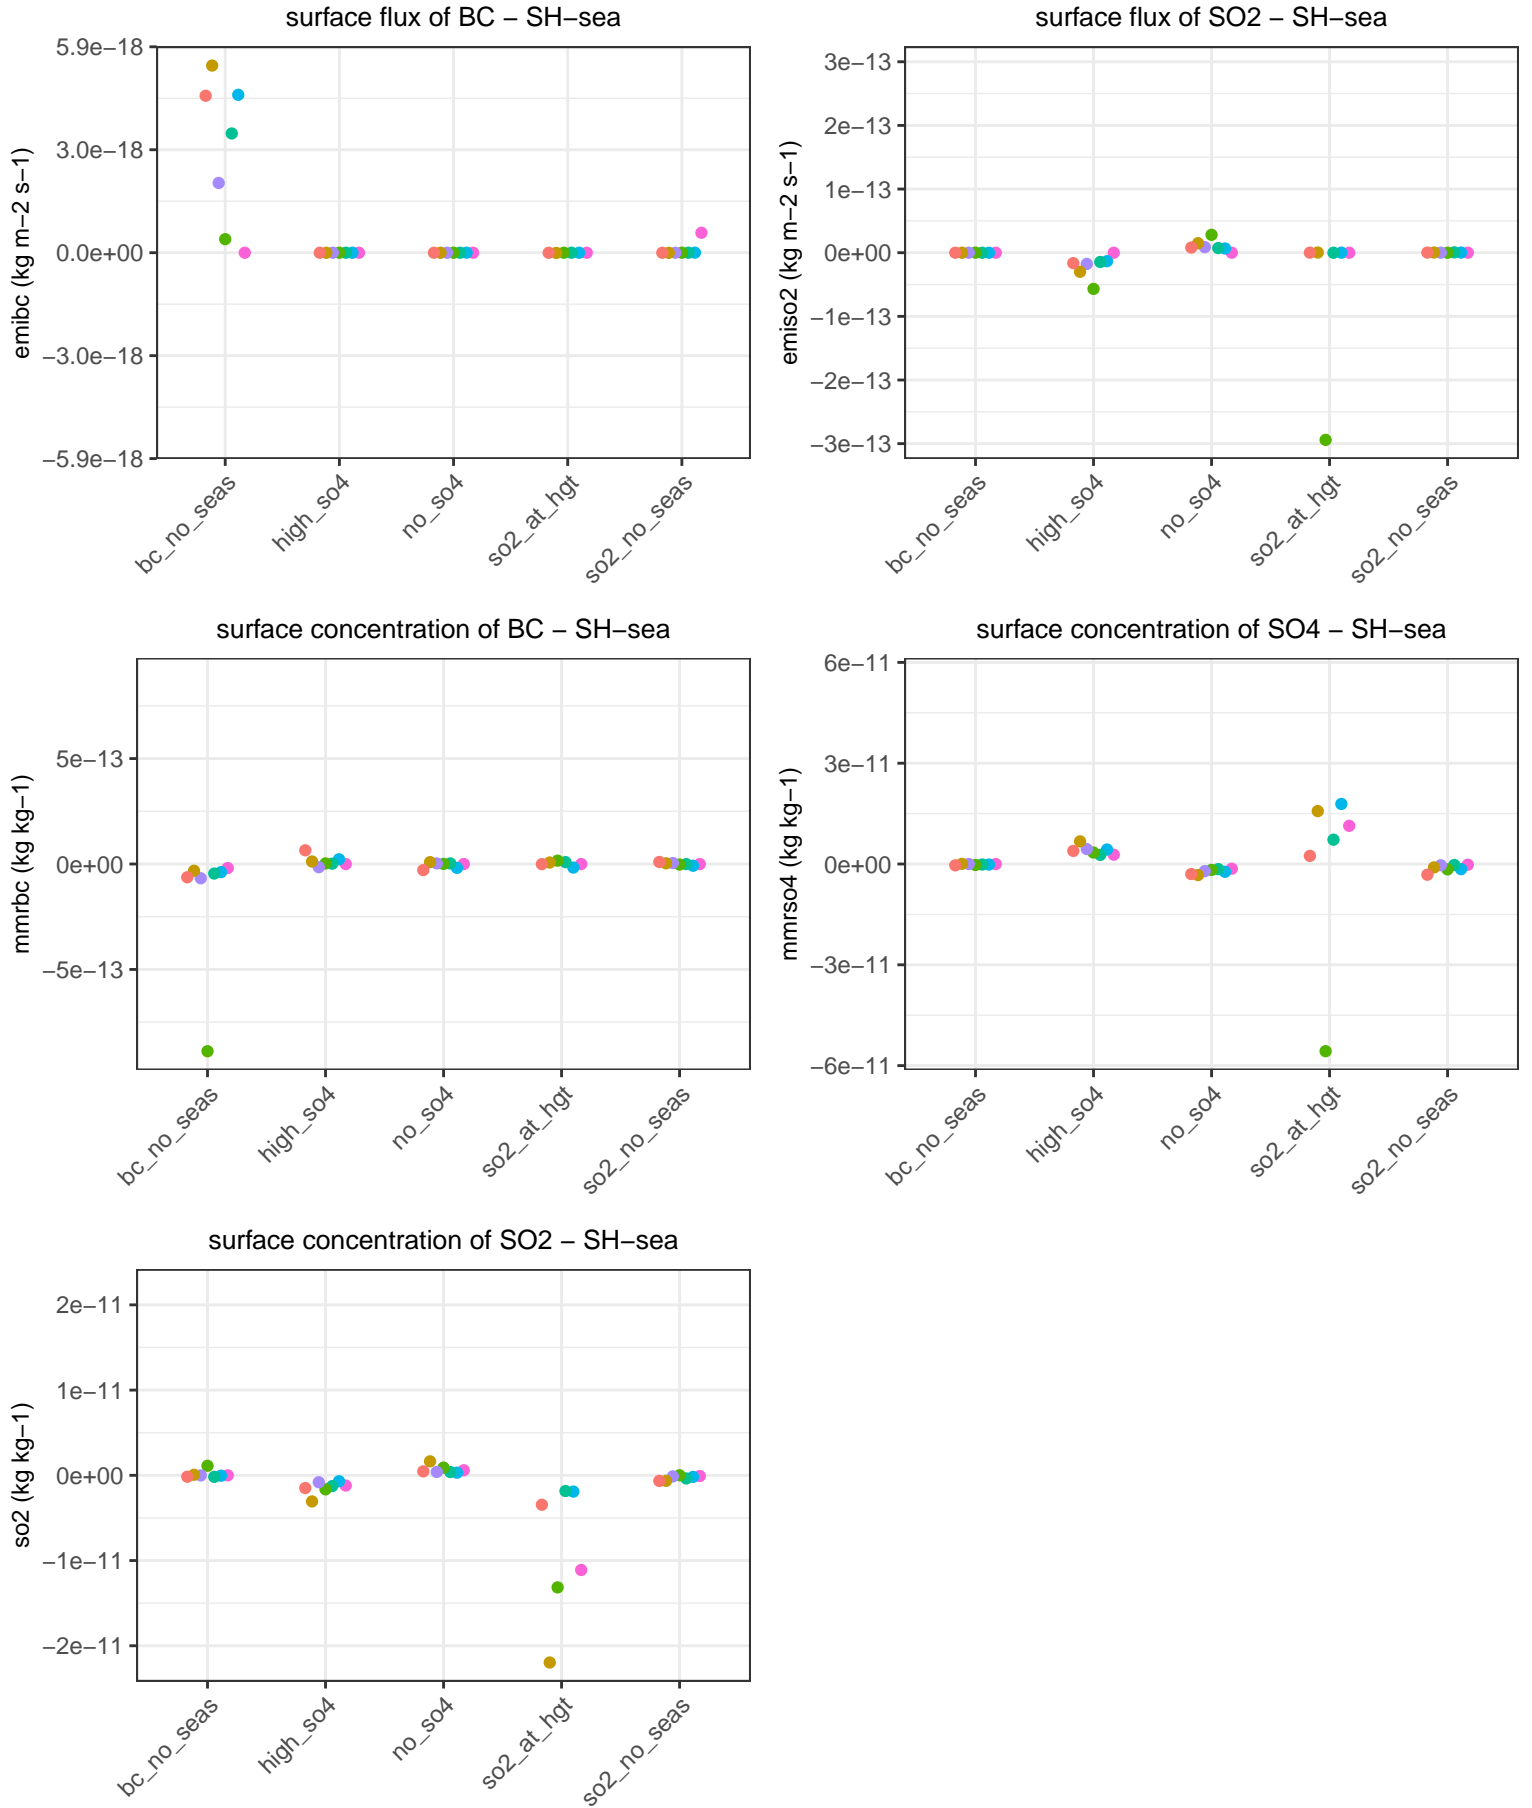 surface flux of BC − SH−sea
emibc (kg m−2 s−1)
5.9e−18
3.0e−18
0.0e+00
−3.0e−18
−5.9e−18
bc_no_seas
high_so4
no_so4
so2_at_hgt
so2_no_seas
surface flux of SO2 − SH−sea
emiso2 (kg m−2 s−1)
3e−13
2e−13
1e−13
0e+00
−1e−13
−2e−13
−3e−13
bc_no_seas
high_so4
no_so4
so2_at_hgt
so2_no_seas
surface concentration of BC − SH−sea
mmrbc (kg kg−1)
5e−13
0e+00
−5e−13
bc_no_seas
high_so4
no_so4
so2_at_hgt
so2_no_seas
surface concentration of SO4 − SH−sea
mmrso4 (kg kg−1)
6e−11
3e−11
0e+00
−3e−11
−6e−11
bc_no_seas
high_so4
no_so4
so2_at_hgt
so2_no_seas
surface concentration of SO2 − SH−sea
so2 (kg kg−1)
2e−11
1e−11
0e+00
−1e−11
−2e−11
bc_no_seas
high_so4
no_so4
so2_at_hgt
so2_no_seas